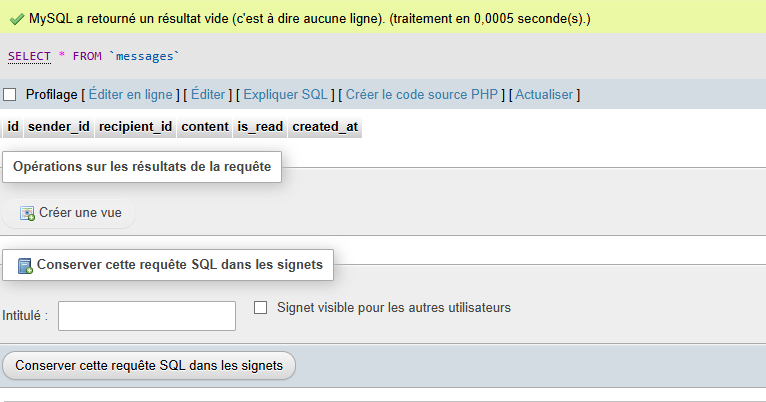 MySQL a retourné un résultat vide (c'est à dire aucune ligne). (traitement en 0,0005 seconde(s).)
SELECT * FROM `messages`
Profilage [ Éditer en ligne ] [ Éditer ] [ Expliquer SQL ] [ Créer le code source PHP ] [ Actualiser ]
id sender_id recipient_id content is_read created_at
Opérations sur les résultats de la requête
Créer une vue
Conserver cette requête SQL dans les signets
Intitulé : Signet visible pour les autres utilisateurs
Conserver cette requête SQL dans les signets